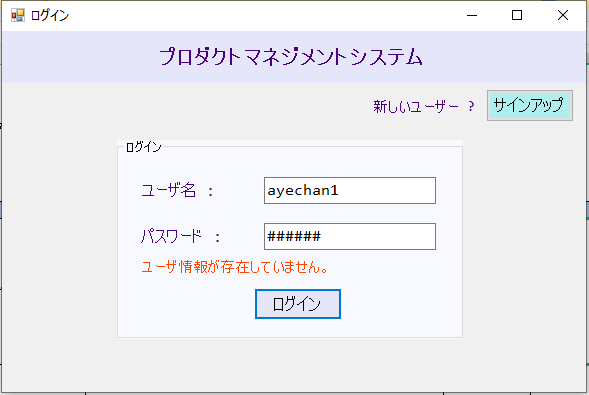 ログイン
プロダクトマネジメントシステム
新しいユーザー ? サインアップ
ログイン
ユーザ名 : ayechan1
パスワード : ######
ユーザ情報が存在していません。
ログイン